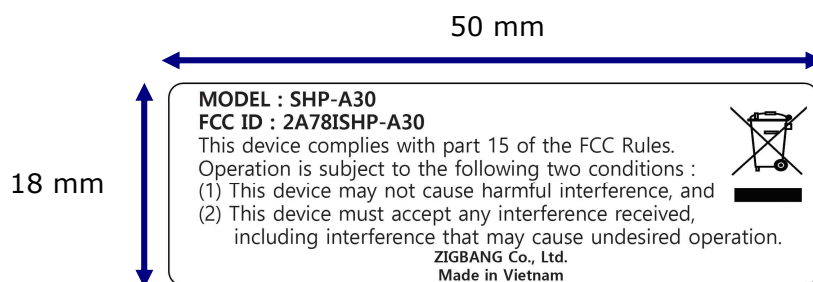 50 mm
18 mm
MODEL : SHP-A30
FCC ID : 2A78ISHP-A30
This device complies with part 15 of the FCC Rules.
Operation is subject to the following two conditions :
(1) This device may not cause harmful interference, and
(2) This device must accept any interference received,
including interference that may cause undesired operation.
ZIGBANG Co., Ltd.
Made in Vietnam